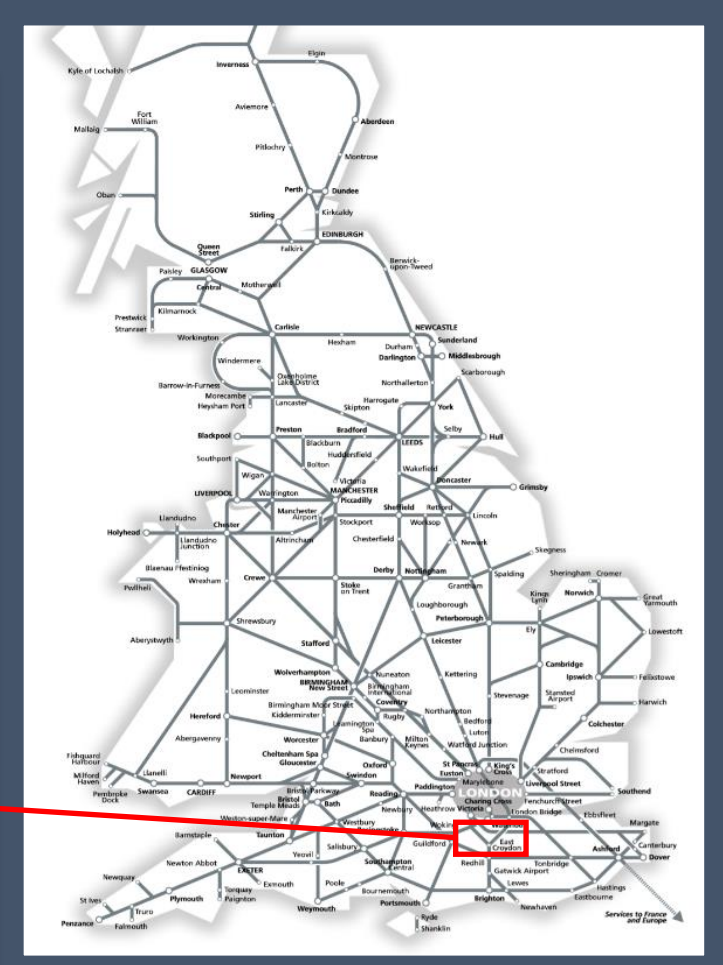 Elgin
Inverness
Kyle of Lochalsh
Aviemore
Fort
William
Aberdeen
Mallaig
Pitlochry
Montrose
Perth
Dundee
Oban
Stirling
Kirkcaldy
EDINBURGH
Queen
Street
Falkirk
Berwick-
upon-Tweed
Paisley
GLASGOW
Central
Motherwell
Prestwick
Kilmarnock
Stranraer
Carlisle
NEWCASTLE
Workington
Hexham
Sunderland
Durham
Darlington
Middlesbrough
Windermere
Scarborough
Oxenholme
Lake District
Northallerton
Barrow-in-Furness
Morecambe
Harrogate
Heysham Port
Lancaster
Skipton
York
Preston
Bradford
Selby
Blackpool
Blackburn
LEEDS
Hull
Huddersfield
Southport
Bolton
Wakefield
Wigan
Victoria
Doncaster
LIVERPOOL
Warrington
MANCHESTER
Piccadilly
Grimsby
Manchester
Airport
Sheffield
Retford
Llandudno
Stockport
Worksop
Lincoln
Chester
Holyhead
Llandudno
Junction
Altrincham
Chesterfield
Newark
Skegness
Blaenau Ffestiniog
Crewe
Stoke
on Trent
Derby
Nottingham
Spalding
Sheringham
Cromer
Wrexham
Grantham
Pwllheli
Kings
Lynn
Norwich
Great
Yarmouth
Loughborough
Shrewsbury
Peterborough
Aberystwyth
Ely
Lowestoft
Stafford
Leicester
Wolverhampton
Nuneaton
Cambridge
BIRMINGHAM
New Street
Birmingham
International
Kettering
Ipswich
Felixstowe
Leominster
Coventry
Stevenage
Stansted
Airport
Birmingham Moor Street
Harwich
Kidderminster
Rugby
Northampton
Hereford
Leamington
Spa
Bedford
Colchester
Worcester
Banbury
Milton
Keynes
Luton
Abergavenny
Watford Junction
Chelmsford
Cheltenham Spa
Gloucester
Oxford
St Pancras
King's
Cross
Fishguard
Harbour
Euston
Stratford
Milford
Haven
Llanelli
Newport
Swindon
Marylebone
Liverpool Street
Pembroke
Dock
Swansea
CARDIFF
Bristol Parkway
Reading
Paddington
LONDON
Southend
Bristol
Temple Meads
Bath
Newbury
Heathrow
Victoria
Charing Cross
Fenchurch Street
London Bridge
Ebbsfleet
Weston-super-Mare
Westbury
Margate
Barnstaple
Taunton
Salisbury
Guildford
East
Croydon
Canterbury
Ashford
Dover
Yeovil
Newton Abbot
Redhill
Tonbridge
EXETER
Southampton
Central
Gatwick Airport
Newquay
Exmouth
Poole
Lewes
Hastings
Bournemouth
Eastbourne
Plymouth
Torquay
Paignton
Brighton
St Ives
Weymouth
Portsmouth
Newhaven
Truro
Penzance
Falmouth
Ryde
Shanklin
Services to France
and Europe